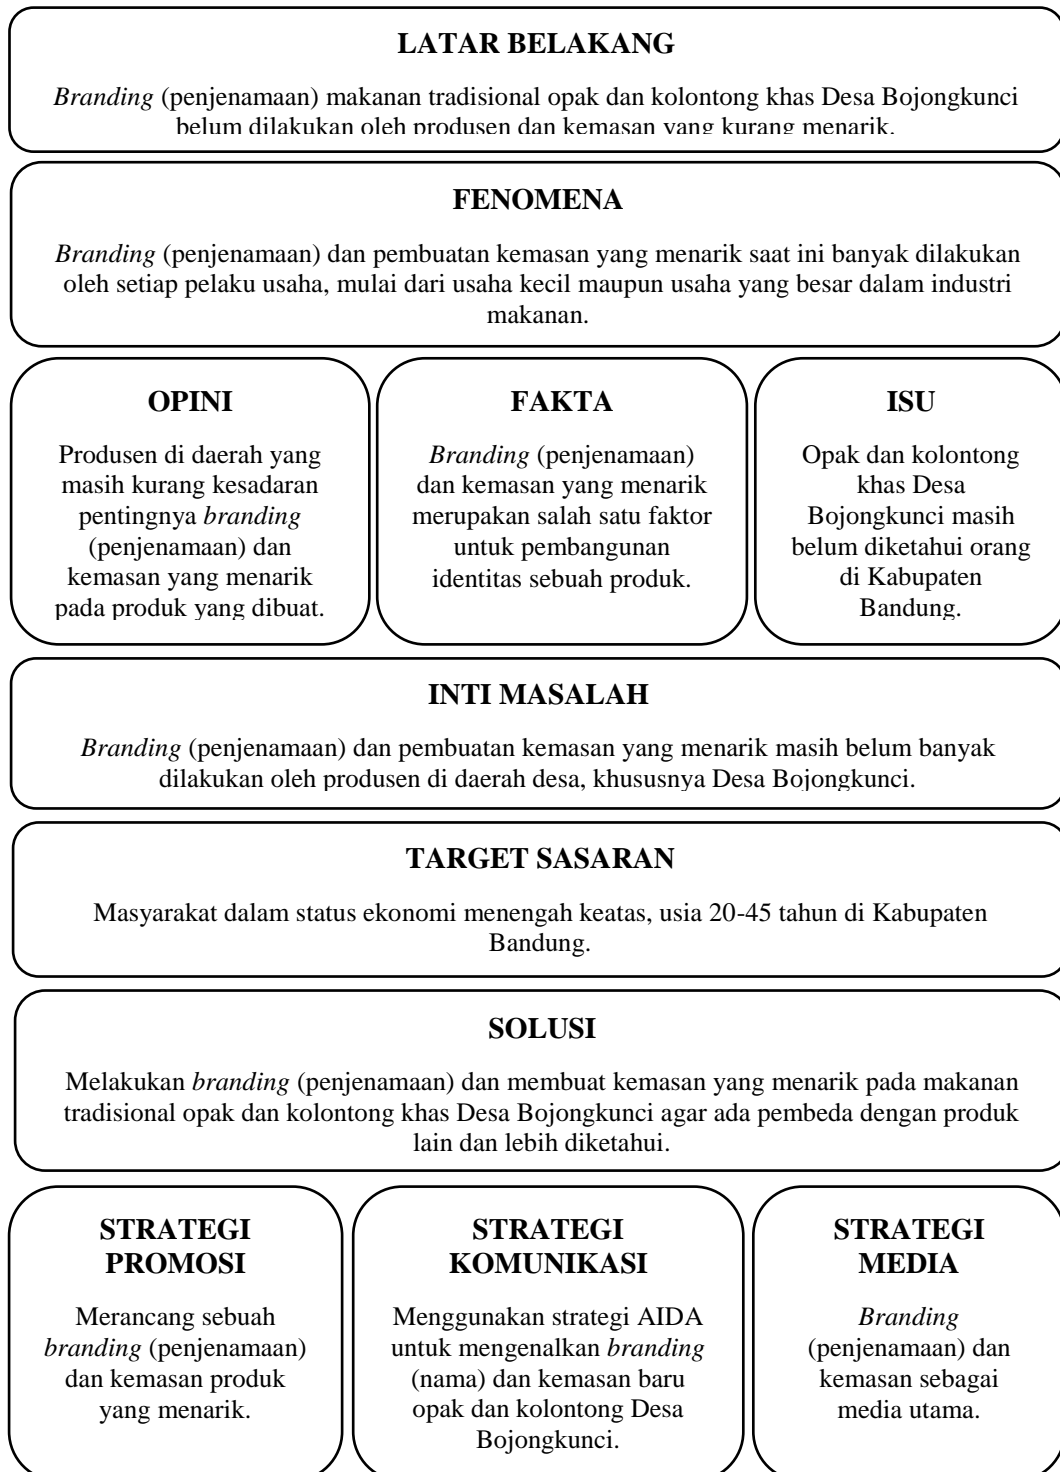 LATAR BELAKANG
Branding (penjenamaan) makanan tradisional opak dan kolontong khas Desa Bojongkunci
belum dilakukan oleh produsen dan kemasan yang kurang menarik.
FENOMENA
Branding (penjenamaan) dan pembuatan kemasan yang menarik saat ini banyak dilakukan
oleh setiap pelaku usaha, mulai dari usaha kecil maupun usaha yang besar dalam industri
makanan.
OPINI
Produsen di daerah yang
masih kurang kesadaran
pentingnya branding
(penjenamaan) dan
kemasan yang menarik
pada produk yang dibuat.
FAKTA
Branding (penjenamaan)
dan kemasan yang menarik
merupakan salah satu faktor
untuk pembangunan
identitas sebuah produk.
ISU
Opak dan kolontong
khas Desa
Bojongkunci masih
belum diketahui orang
di Kabupaten
Bandung.
INTI MASALAH
Branding (penjenamaan) dan pembuatan kemasan yang menarik masih belum banyak
dilakukan oleh produsen di daerah desa, khususnya Desa Bojongkunci.
TARGET SASARAN
Masyarakat dalam status ekonomi menengah keatas, usia 20-45 tahun di Kabupaten
Bandung.
SOLUSI
Melakukan branding (penjenamaan) dan membuat kemasan yang menarik pada makanan
tradisional opak dan kolontong khas Desa Bojongkunci agar ada pembeda dengan produk
lain dan lebih diketahui.
STRATEGI
PROMOSI
Merancang sebuah
branding (penjenamaan)
dan kemasan produk
yang menarik.
STRATEGI
KOMUNIKASI
Menggunakan strategi AIDA
untuk mengenalkan branding
(nama) dan kemasan baru
opak dan kolontong Desa
Bojongkunci.
STRATEGI
MEDIA
Branding
(penjenamaan) dan
kemasan sebagai
media utama.